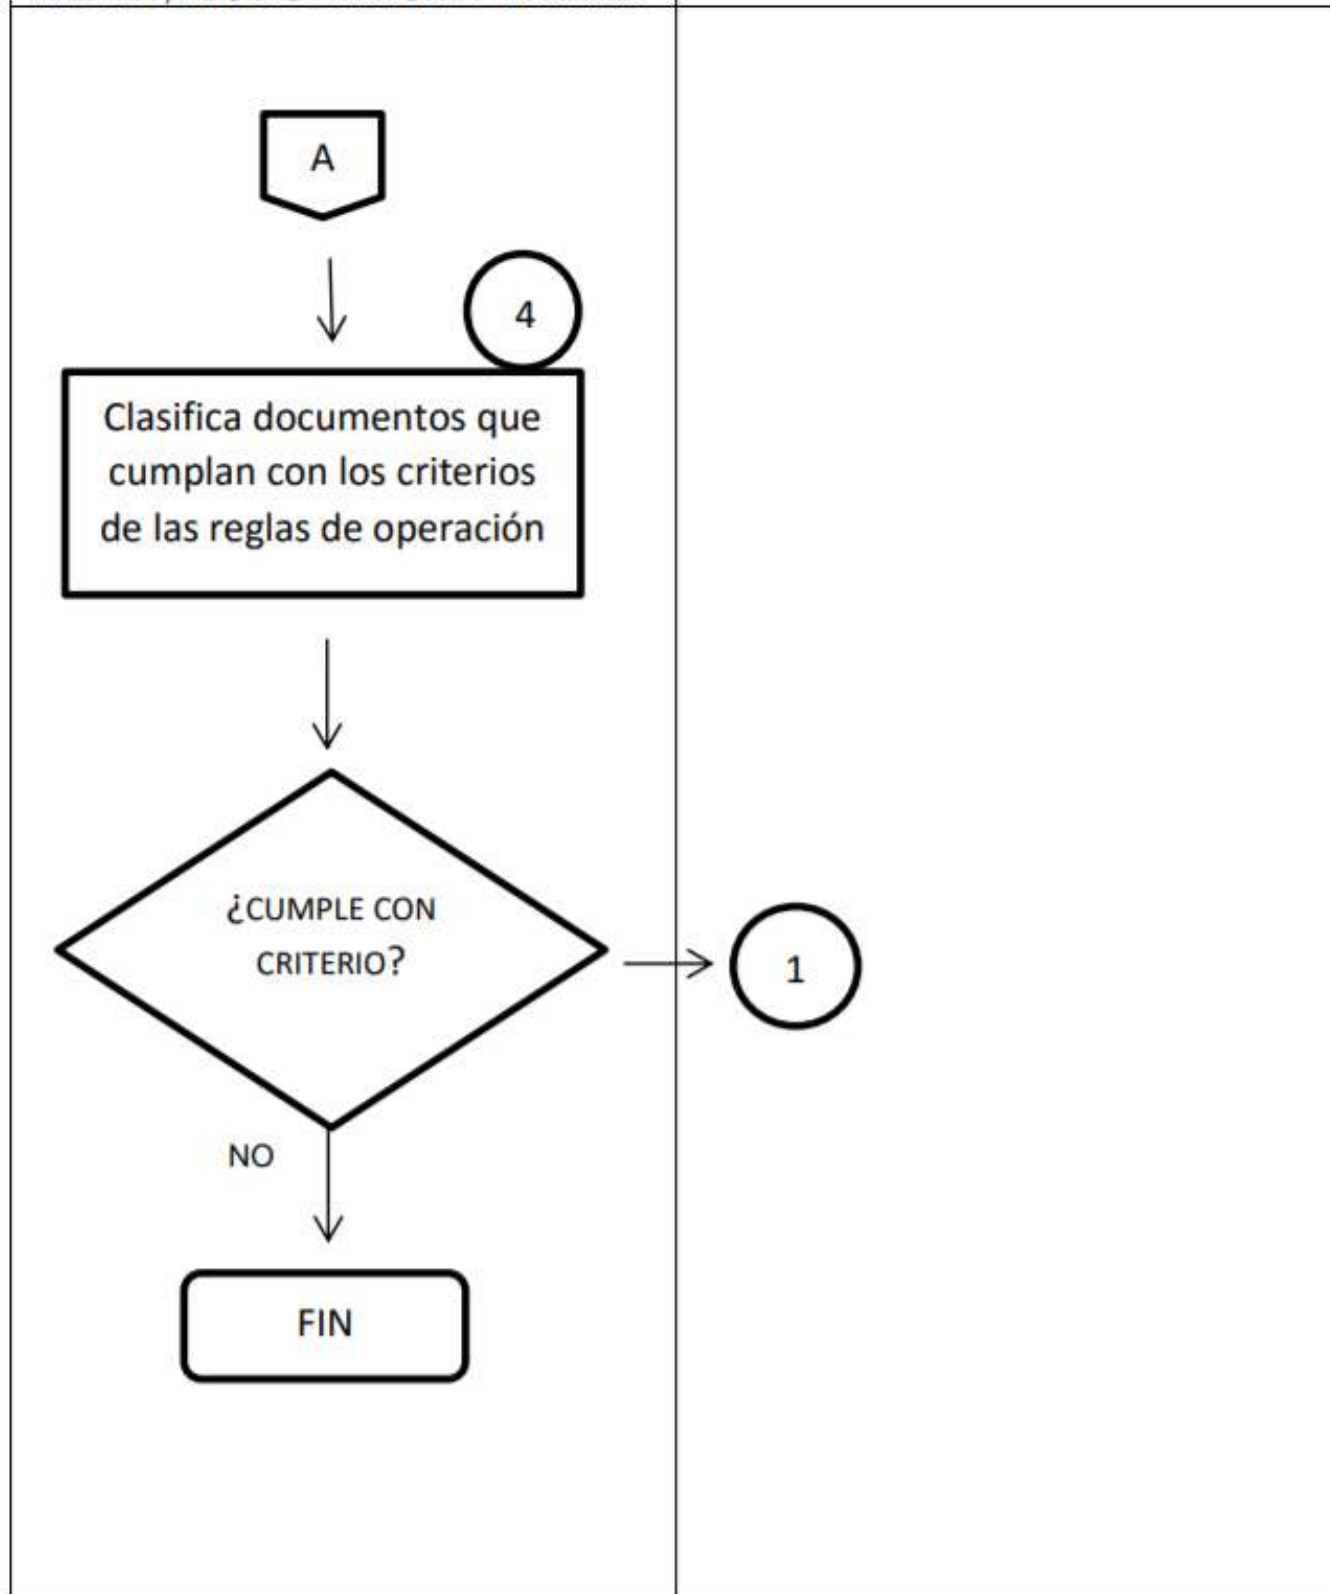 A
4
Clasifica documentos que
cumplan con los criterios
de las reglas de operación
¿CUMPLE CON
CRITERIO?
1
NO
FIN